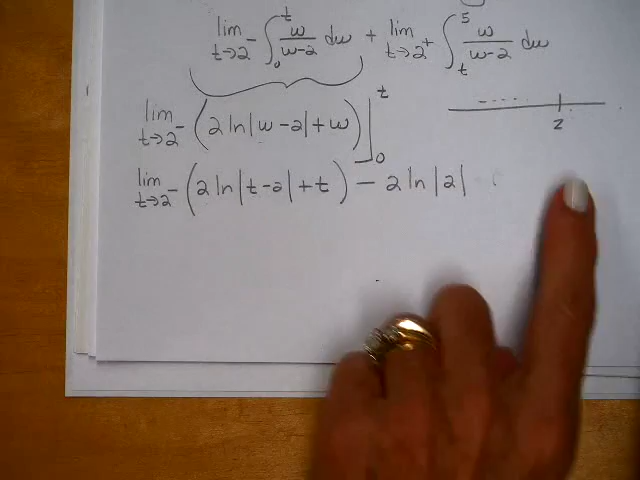 lim t→2⁻ ∫₀ᵗ w/(w-2) dw + lim t→2⁺ ∫ₜ⁵ w/(w-2) dw
lim t→2⁻ (2 ln|w-2|+w)|₀ᵗ
2
lim t→2⁻ (2 ln|t-2|+t) - 2 ln|2|